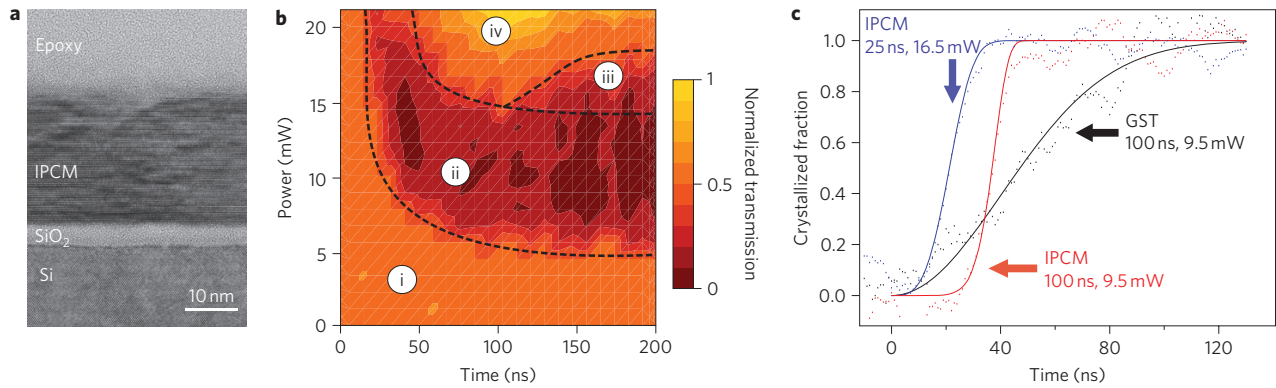 a
Epoxy
IPCM
SiO2
Si
10 nm
b
Power (mW)
20
15
10
5
0
0
50
100
150
200
Time (ns)
i
ii
iii
iv
1
0.5
0
Normalized transmission
c
IPCM
25 ns, 16.5 mW
GST
100 ns, 9.5 mW
IPCM
100 ns, 9.5 mW
Crystallized fraction
1.0
0.8
0.6
0.4
0.2
0.0
0
40
80
120
Time (ns)